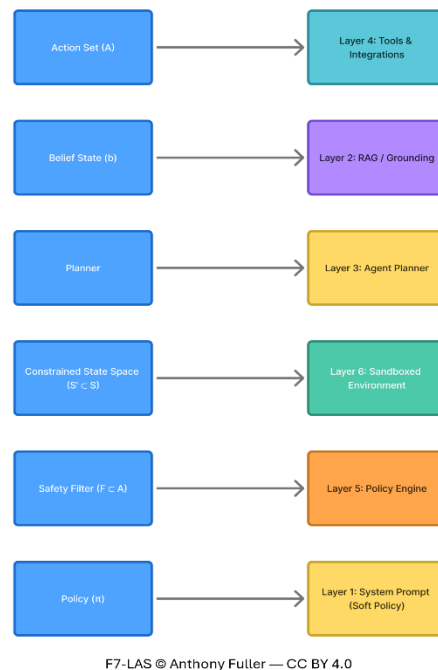 Action Set (A)
Layer 4: Tools &
Integrations
Belief State (b)
Layer 2: RAG / Grounding
Planner
Layer 3: Agent Planner
Constrained State Space
(S' ⊂ S)
Layer 6: Sandboxed
Environment
Safety Filter (F ⊂ A)
Layer 5: Policy Engine
Policy (π)
Layer 1: System Prompt
(Soft Policy)
F7-LAS © Anthony Fuller — CC BY 4.0